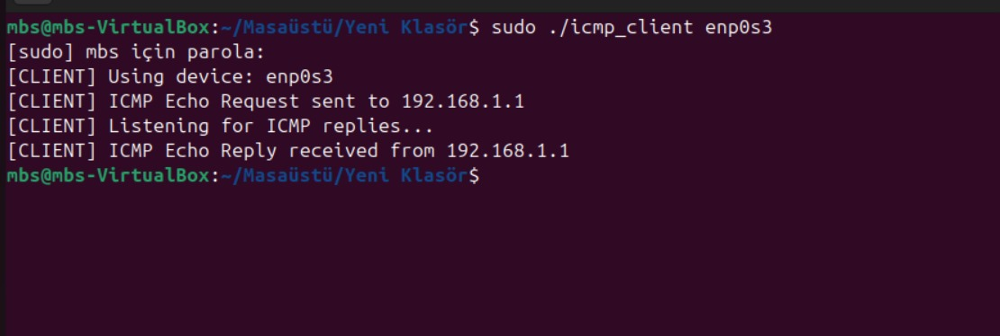 mbs@mbs-VirtualBox:~/Masaüstü/Yeni Klasör$ sudo ./icmp_client enp0s3
[sudo] mbs için parola:
[CLIENT] Using device: enp0s3
[CLIENT] ICMP Echo Request sent to 192.168.1.1
[CLIENT] Listening for ICMP replies...
[CLIENT] ICMP Echo Reply received from 192.168.1.1
mbs@mbs-VirtualBox:~/Masaüstü/Yeni Klasör$